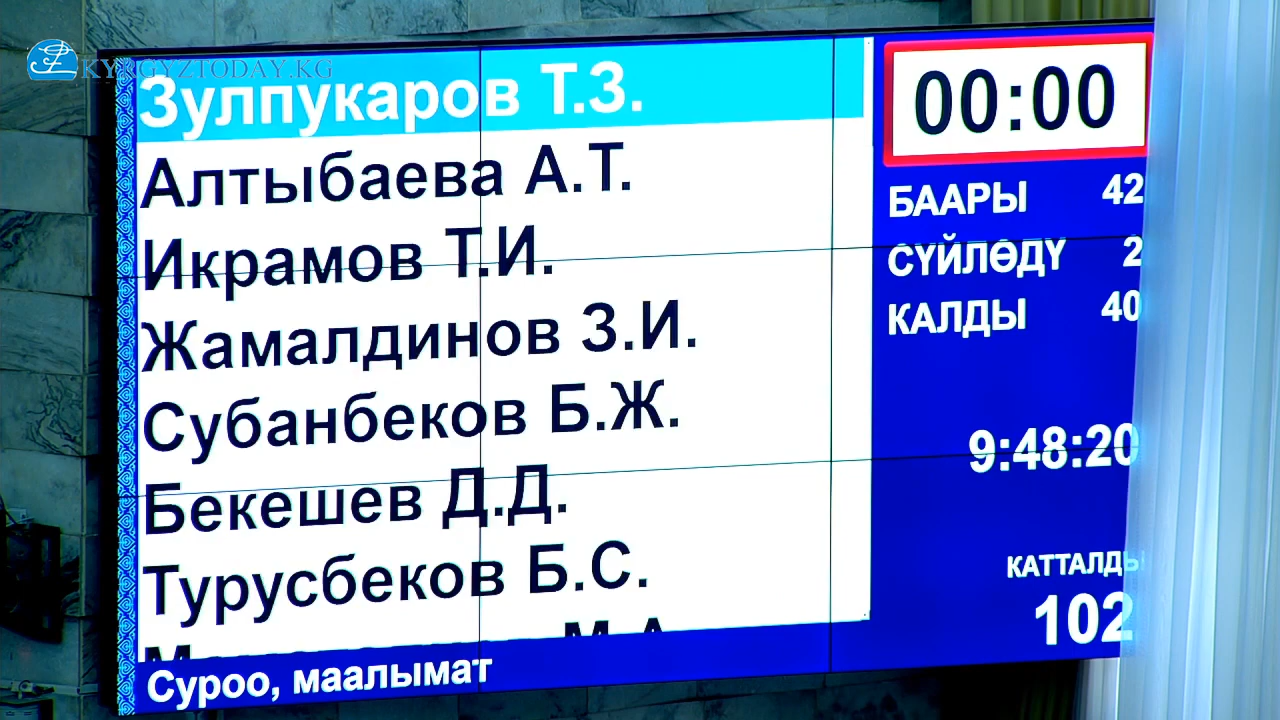 KYRGYZTODAY.KG
Зулпукаров Т.З.
Алтыбаева А.Т.
Икрамов Т.И.
Жамалдинов З.И.
Субанбеков Б.Ж.
Бекешев Д.Д.
Турусбеков Б.С.
Суроо, маалымат
00:00
БААРЫ 42
СҮЙЛӨДҮ 2
КАЛДЫ 40
9:48:20
КАТТАЛДЫ
102